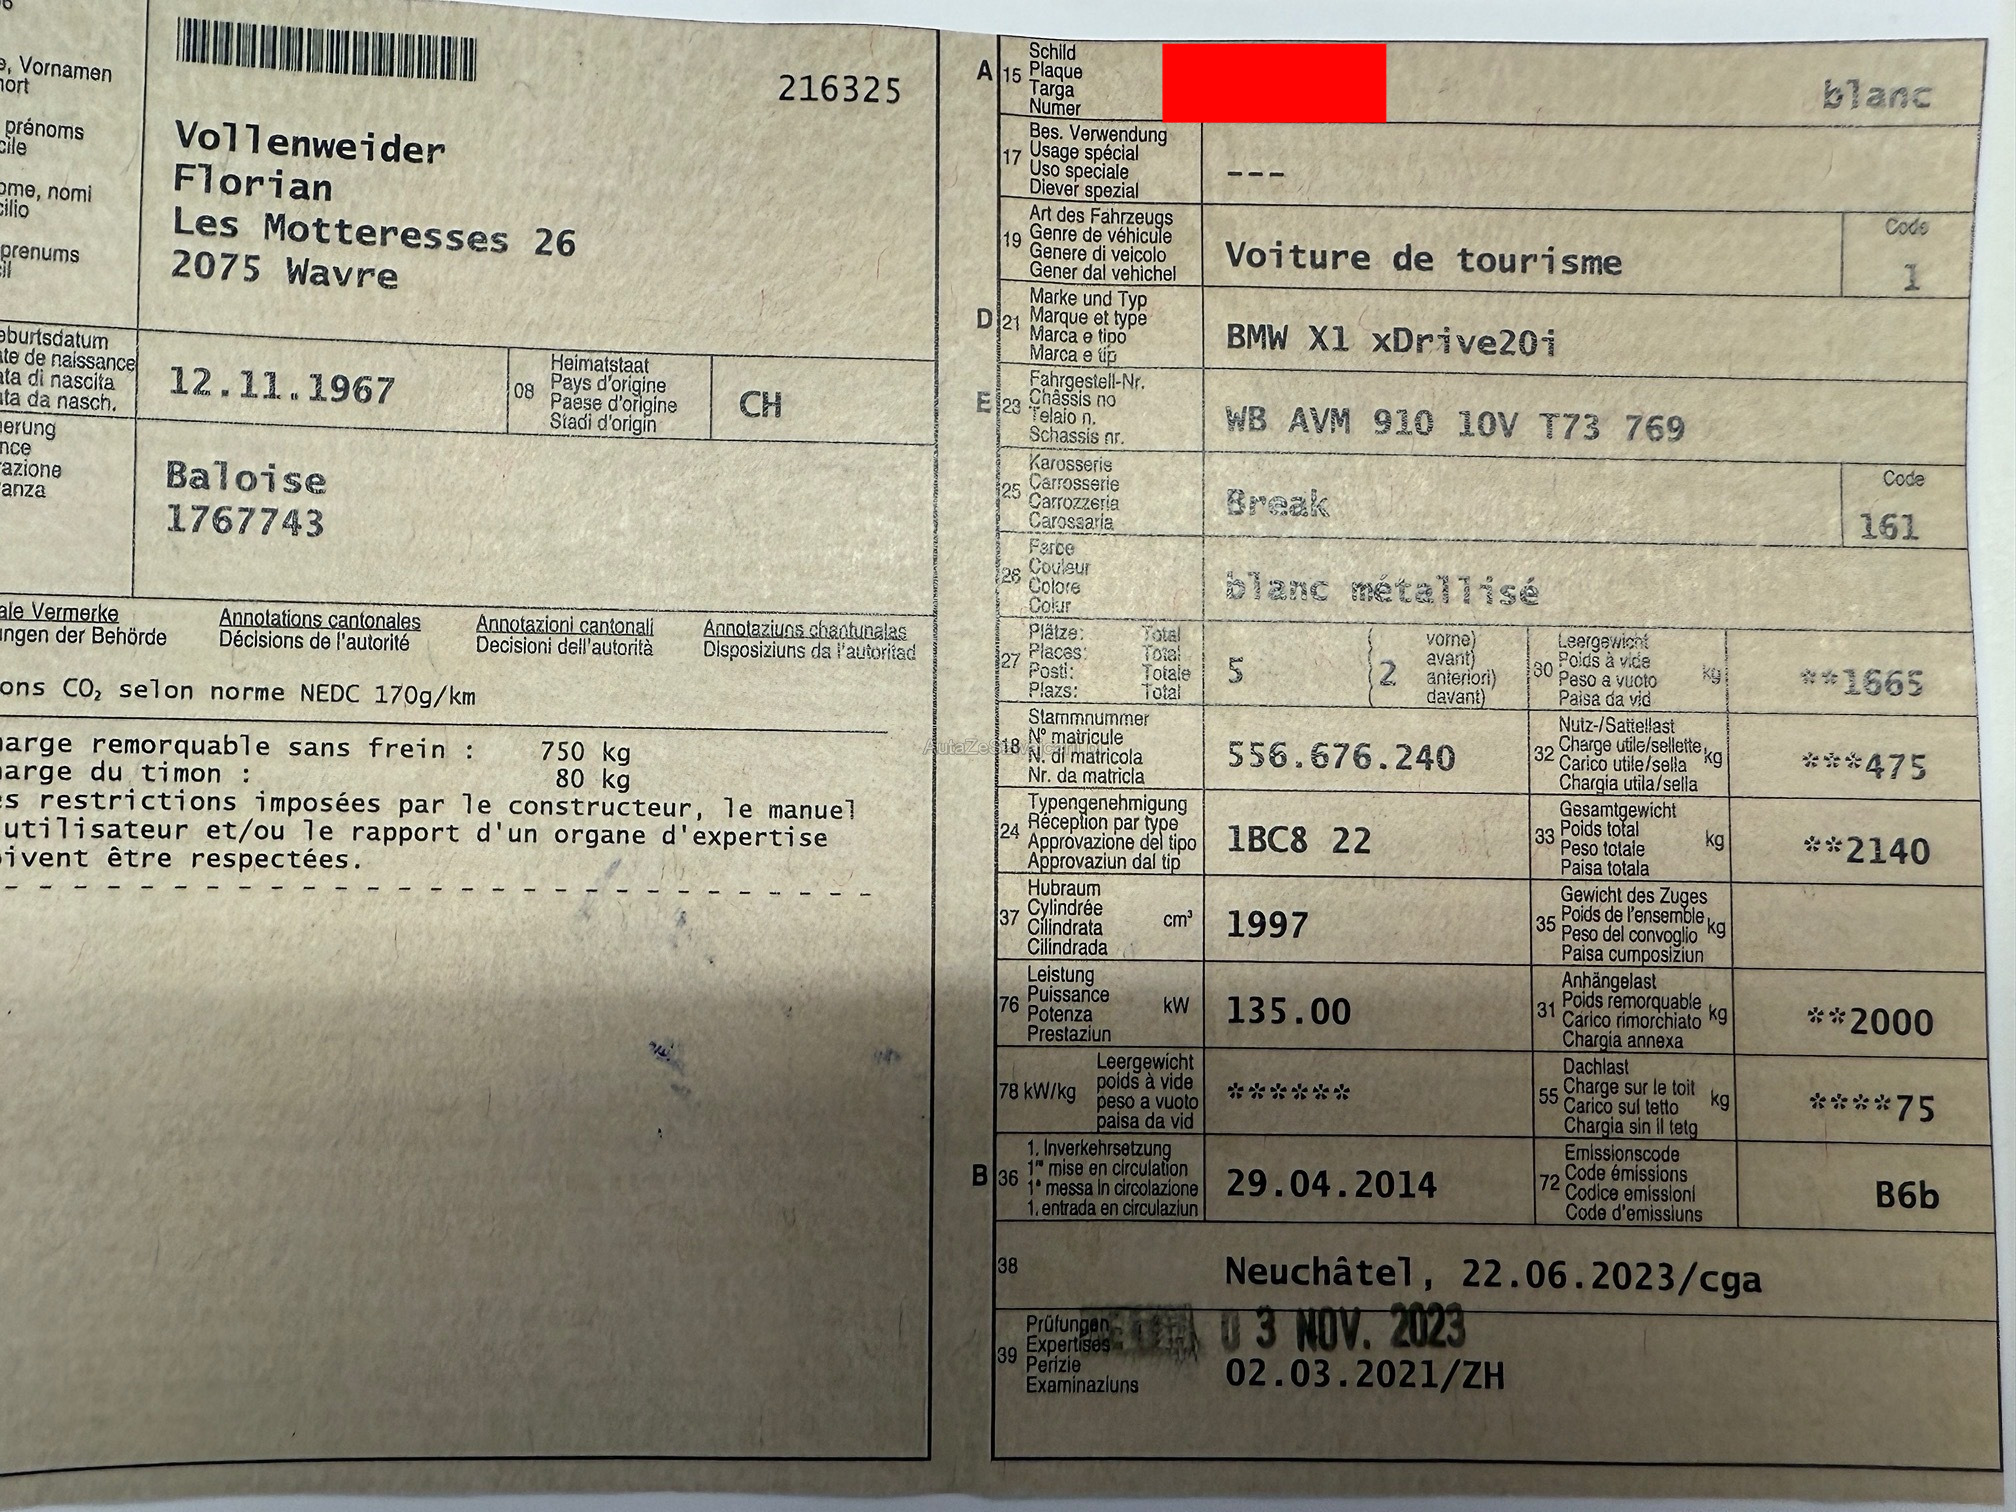 e, Vornamen
prénoms
ome, nomi
cilio
prenums
216325
Vollenweider
Florian
Les Motteresses 26
2075 Wavre
eburtsdatum
ate de naissance
ata di nascita
ata da nasch.
12.11.1967
08
Heimatstaat
Pays d'origine
Paese d'origine
Stadi d'origin
CH
erung
nce
razione
anza
Baloise
1767743
ale Vermerke
ungen der Behörde
Annotations cantonales
Décisions de l'autorité
Annotazioni cantonali
Decisioni dell'autorità
Annotaziuns chantunalas
Disposiziuns da l'autoritad
ons CO₂ selon norme NEDC 170g/km
harge remorquable sans frein : 750 kg
harge du timon : 80 kg
es restrictions imposées par le constructeur, le manuel
utilisateur et/ou le rapport d'un organe d'expertise
oivent être respectées.
A 15
Schild
Plaque
Targa
Numer
blanc
17
Bes. Verwendung
Usage spécial
Uso speciale
Diever spezial
---
19
Art des Fahrzeugs
Genre de véhicule
Genere di veicolo
Gener dal vehichel
Voiture de tourisme
Code
1
D 21
Marke und Typ
Marque et type
Marca e tipo
Marca e tip
BMW X1 xDrive20i
E 23
Fahrgestell-Nr.
Châssis no
Telaio n.
Schassis nr.
WB AVM 910 10V T73 769
25
Karosserie
Carrosserie
Carrozzeria
Carossaria
Break
Code
161
26
Farbe
Couleur
Colore
Colur
blanc métallisé
27
Plätze: Total
Places: Total
Posti: Totale
Plazs: Total
5
2
vorne)
avant)
anteriori)
davant)
30
Leergewicht
Poids à vide
Peso a vuoto
Paisa da vid
kg
**1665
18
Stammnummer
N° matricule
N. di matricola
Nr. da matricla
556.676.240
32
Nutz-/Sattellast
Charge utile/sellette
Carico utile/sella
Chargia utila/sella
kg
***475
24
Typengenehmigung
Réception par type
Approvazione del tipo
Approvaziun dal tip
1BC8 22
33
Gesamtgewicht
Poids total
Peso totale
Paisa totala
kg
**2140
37
Hubraum
Cylindrée
Cilindrata
Cilindrada
cm³
1997
35
Gewicht des Zuges
Poids de l'ensemble
Peso del convoglio
Paisa cumposiziun
kg
76
Leistung
Puissance
Potenza
Prestaziun
kW
135.00
31
Anhängelast
Poids remorquable
Carico rimorchiato
Chargia annexa
kg
**2000
78 kW/kg
Leergewicht
poids à vide
peso a vuoto
paisa da vid
******
55
Dachlast
Charge sur le toit
Carico sul tetto
Chargia sin il tetg
kg
****75
B 36
1. Inverkehrsetzung
1re mise en circulation
1a messa in circolazione
1. entrada en circulaziun
29.04.2014
72
Emissionscode
Code émissions
Codice emissioni
Code d'emissiuns
B6b
38
Neuchâtel, 22.06.2023/cga
39
Prüfungen
Expertises
Perizie
Examinaziuns
03 NOV. 2023
02.03.2021/ZH